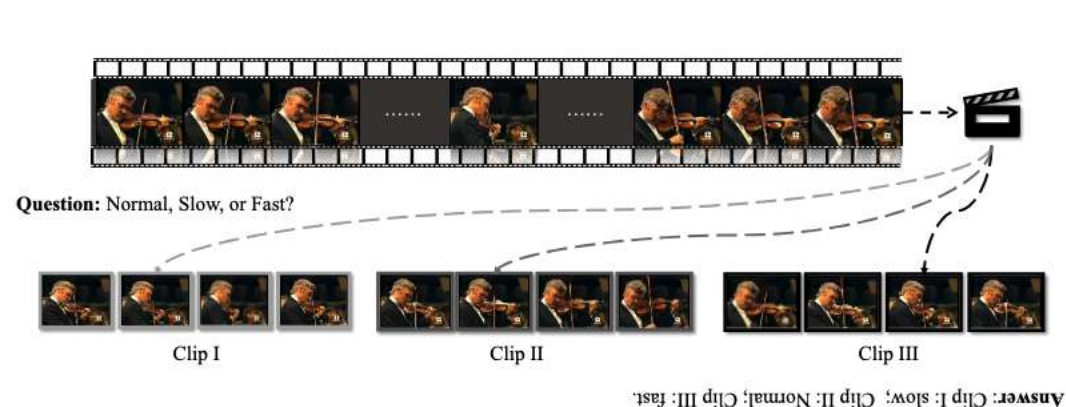 ......
......
Question: Normal, Slow, or Fast?
Clip I
Clip II
Clip III
Answer: Clip I: slow; Clip II: Normal; Clip III: fast.